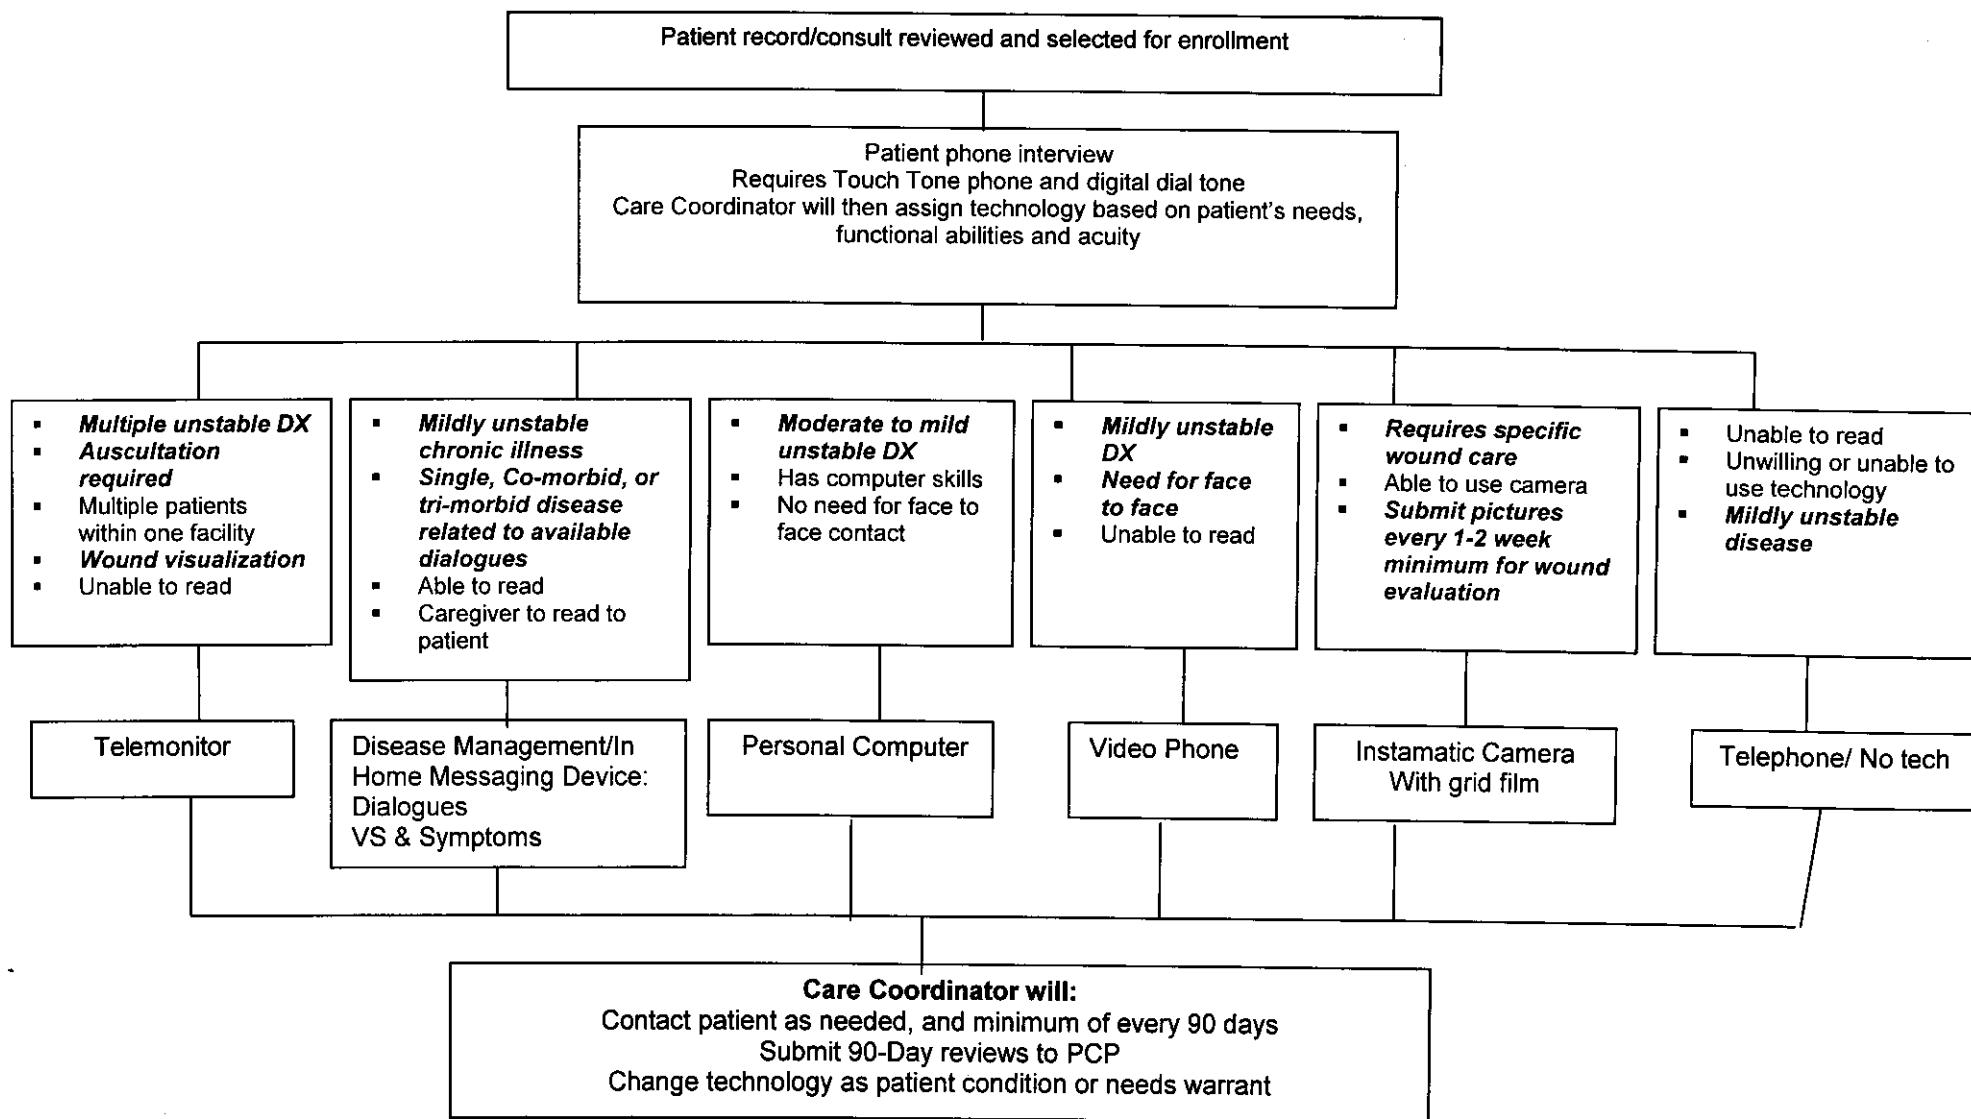 Patient record/consult reviewed and selected for enrollment
Patient phone interview
Requires Touch Tone phone and digital dial tone
Care Coordinator will then assign technology based on patient's needs,
functional abilities and acuity
▪ Multiple unstable DX
▪ Auscultation
required
▪ Multiple patients
within one facility
▪ Wound visualization
▪ Unable to read
▪ Mildly unstable
chronic illness
▪ Single, Co-morbid, or
tri-morbid disease
related to available
dialogues
▪ Able to read
▪ Caregiver to read to
patient
▪ Moderate to mild
unstable DX
▪ Has computer skills
▪ No need for face to
face contact
▪ Mildly unstable
DX
▪ Need for face
to face
▪ Unable to read
▪ Requires specific
wound care
▪ Able to use camera
▪ Submit pictures
every 1-2 week
minimum for wound
evaluation
▪ Unable to read
▪ Unwilling or unable to
use technology
▪ Mildly unstable
disease
Telemonitor
Disease Management/In
Home Messaging Device:
Dialogues
VS & Symptoms
Personal Computer
Video Phone
Instamatic Camera
With grid film
Telephone/ No tech
Care Coordinator will:
Contact patient as needed, and minimum of every 90 days
Submit 90-Day reviews to PCP
Change technology as patient condition or needs warrant